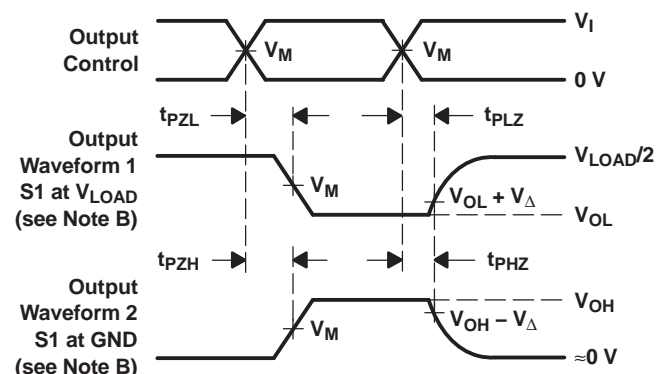 Output
Control
V_M
V_M
V_I
0 V
t_PZL
t_PLZ
Output
Waveform 1
S1 at V_LOAD
(see Note B)
V_M
V_LOAD/2
V_OL + V_Δ
V_OL
t_PZH
t_PHZ
Output
Waveform 2
S1 at GND
(see Note B)
V_M
V_OH
V_OH – V_Δ
≈0 V